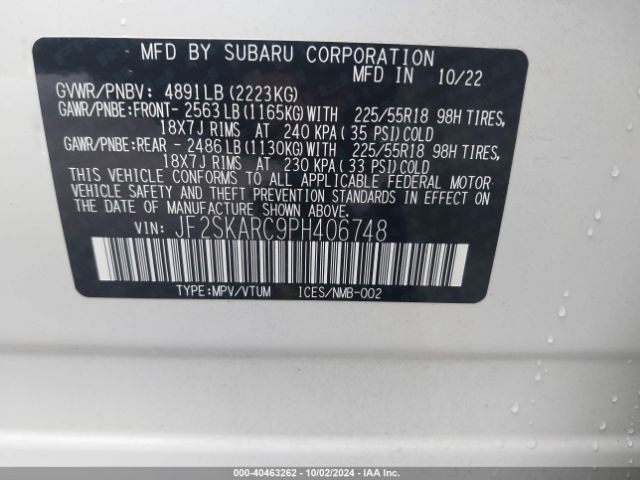 MFD BY SUBARU CORPORATION
MFD IN 10/22
GVWR/PNBV: 4891LB (2223KG)
GAWR/PNBE:FRONT- 2563LB(1165KG)WITH 225/55R18 98H TIRES,
18X7J RIMS AT 240 KPA( 35 PSI)COLD
GAWR/PNBE:REAR - 2486LB(1130KG)WITH 225/55R18 98H TIRES,
18X7J RIMS AT 230 KPA( 33 PSI)COLD
THIS VEHICLE CONFORMS TO ALL APPLICABLE FEDERAL MOTOR
VEHICLE SAFETY AND THEFT PREVENTION STANDARDS IN EFFECT ON
THE DATE OF MANUFACTURE SHOWN ABOVE.
VIN: JF2SKARC9PH406748
TYPE:MPV/VTUM ICES/NMB-002
000-40463262 - 10/02/2024 - IAA Inc.